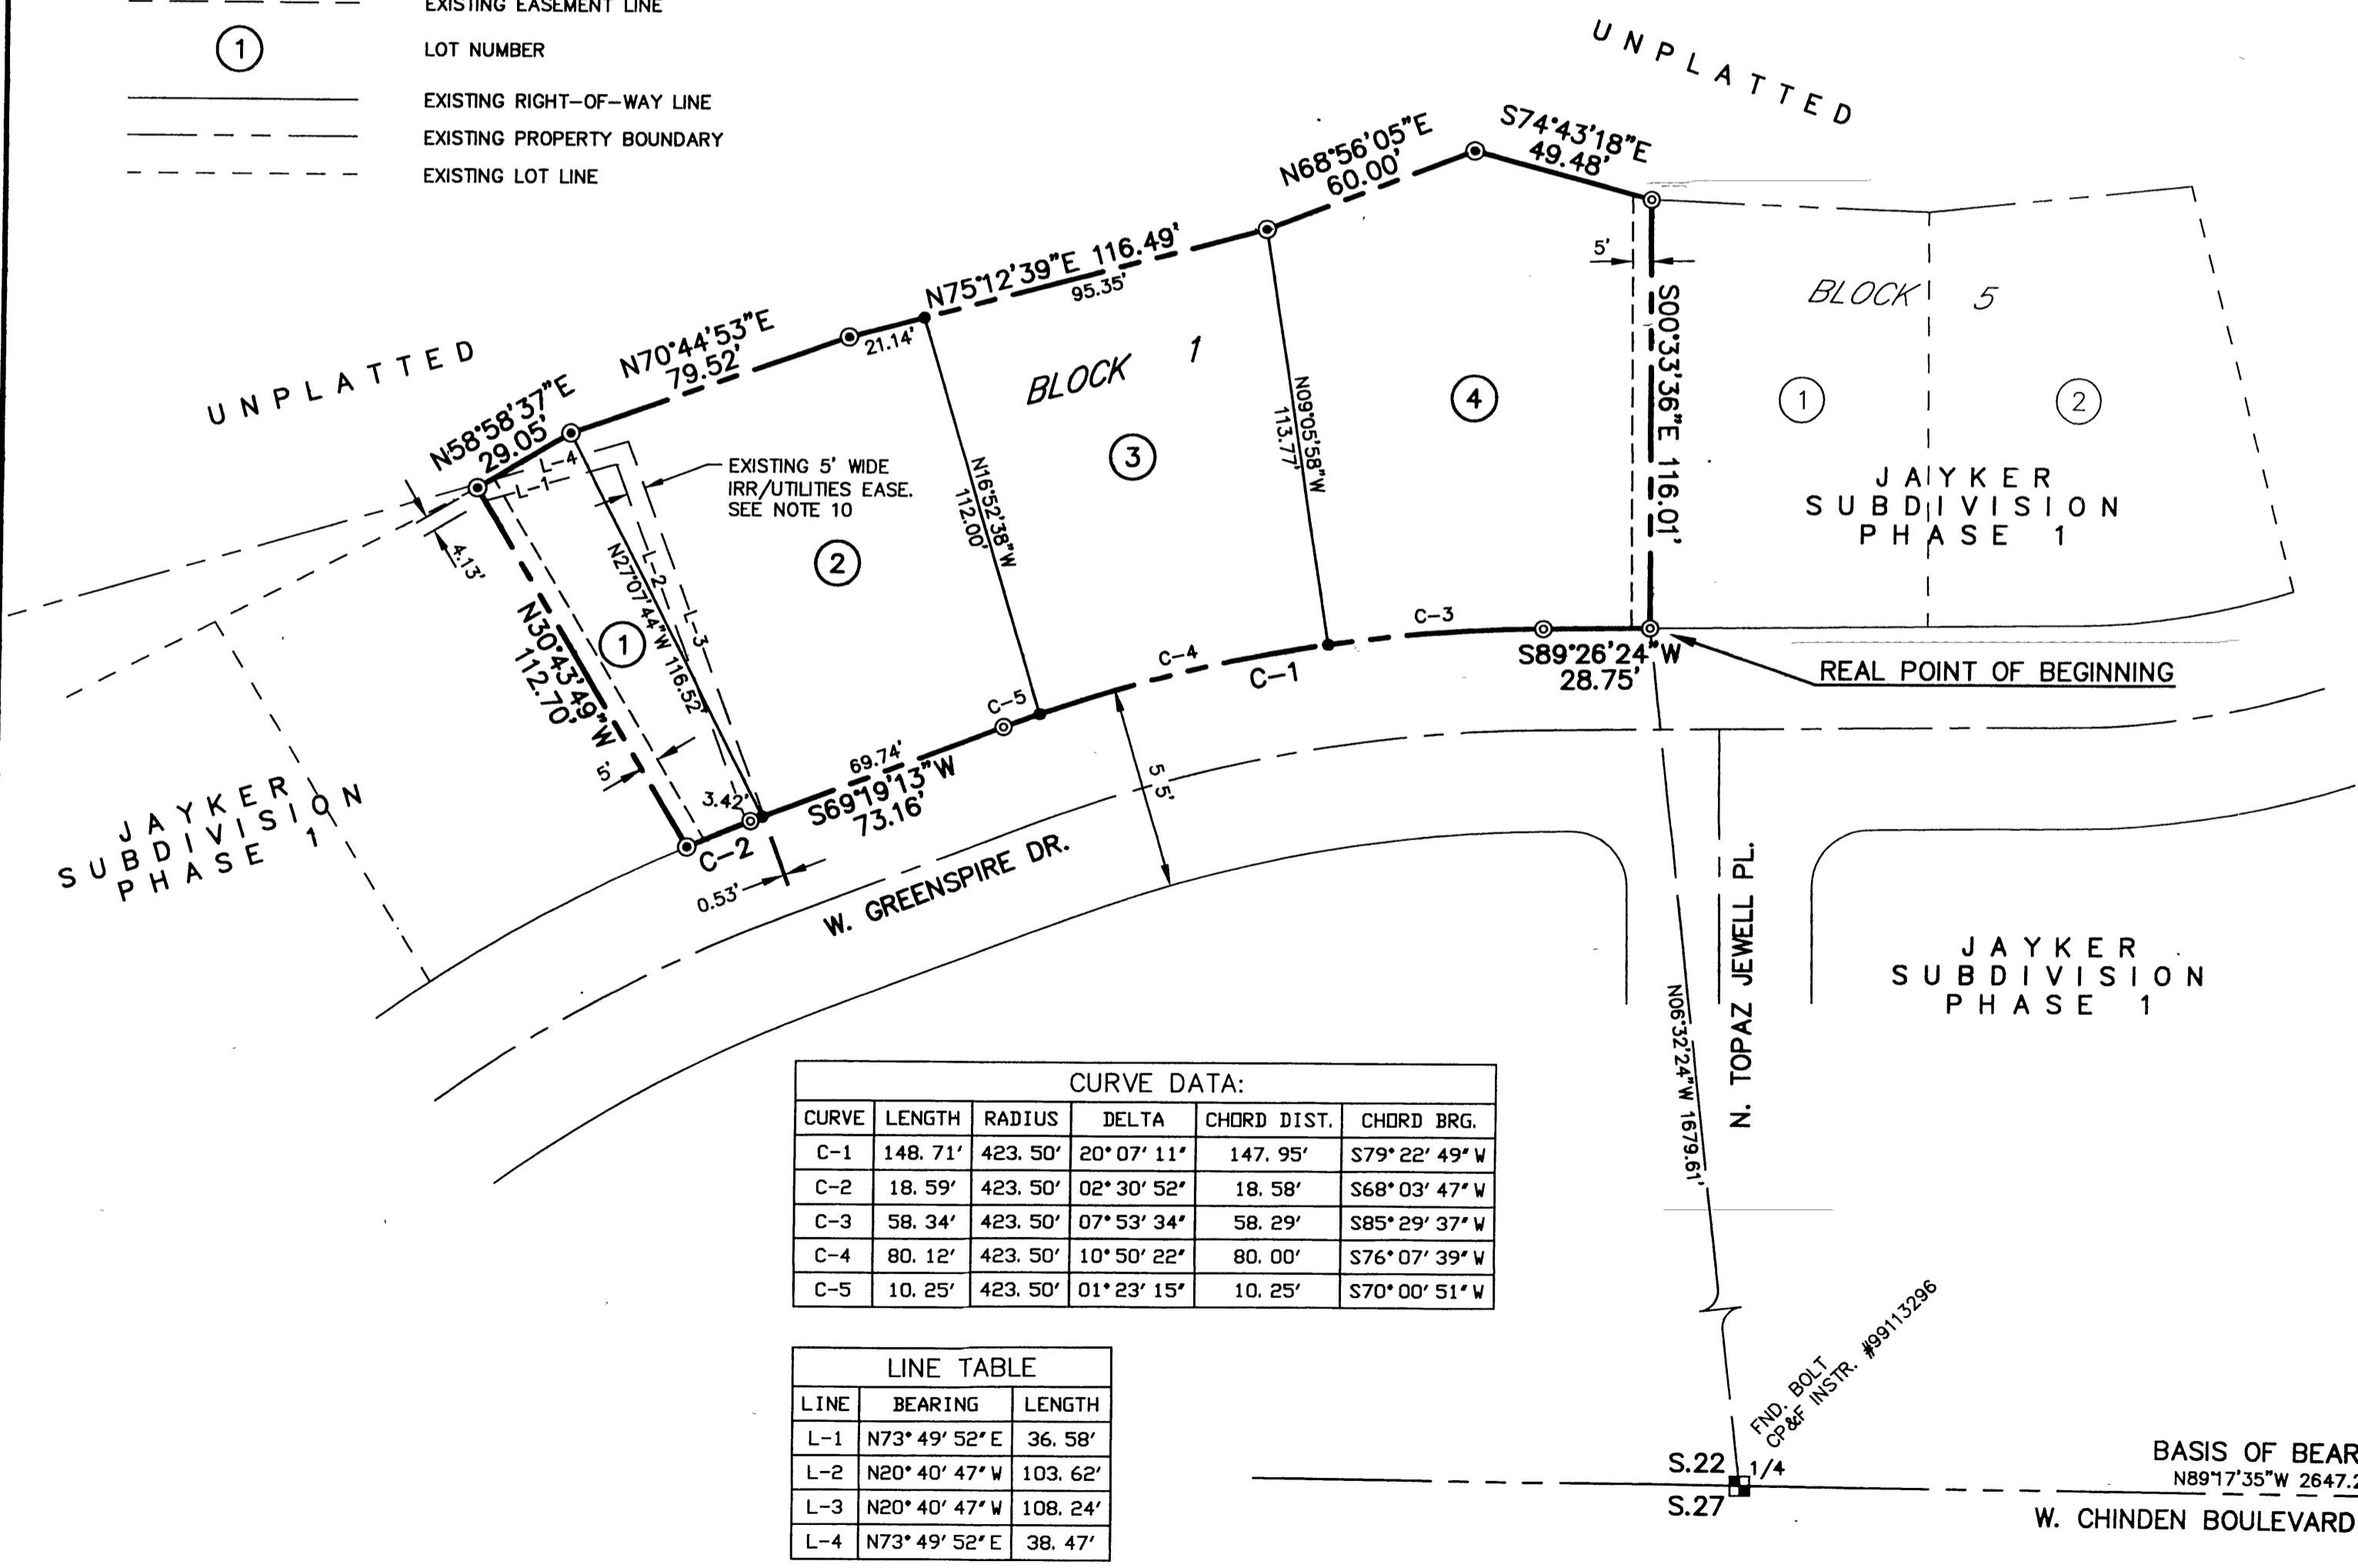 EXISTING EASEMENT LINE
1
LOT NUMBER
EXISTING RIGHT-OF-WAY LINE
EXISTING PROPERTY BOUNDARY
EXISTING LOT LINE
UNPLATTED
UNPLATTED
N58°58'37"E
29.05'
N70°44'53"E
79.52'
N75°12'39"E 116.49'
21.14'
95.35'
N68°56'05"E
60.00'
S74°43'18"E
49.48'
5'
S00°33'36"E 116.01'
BLOCK 5
1
2
JAYKER
SUBDIVISION
PHASE 1
BLOCK 1
4
3
2
1
N09°05'58"W
113.77'
N16°52'38"W
112.00'
L-4
L-1
EXISTING 5' WIDE
IRR/UTILITIES EASE.
SEE NOTE 10
4.13'
N27°07'44"W 116.52'
L-2
L-3
N30°43'49"W
112.70'
5'
3.42'
C-2
0.53'
69.74'
S69°19'13"W
73.16'
C-5
C-4
C-1
C-3
S89°26'24"W
28.75'
REAL POINT OF BEGINNING
55'
W. GREENSPIRE DR.
JAYKER
SUBDIVISION
PHASE 1
N. TOPAZ JEWELL PL.
N06°32'24"W 1679.61'
JAYKER
SUBDIVISION
PHASE 1
CURVE DATA:
CURVE LENGTH RADIUS DELTA CHORD DIST. CHORD BRG.
C-1 148.71' 423.50' 20°07'11" 147.95' S79°22'49"W
C-2 18.59' 423.50' 02°30'52" 18.58' S68°03'47"W
C-3 58.34' 423.50' 07°53'34" 58.29' S85°29'37"W
C-4 80.12' 423.50' 10°50'22" 80.00' S76°07'39"W
C-5 10.25' 423.50' 01°23'15" 10.25' S70°00'51"W
LINE TABLE
LINE BEARING LENGTH
L-1 N73°49'52"E 36.58'
L-2 N20°40'47"W 103.62'
L-3 N20°40'47"W 108.24'
L-4 N73°49'52"E 38.47'
FND. BOLT
CP&F INSTR. #99113296
S.22 1/4
S.27
BASIS OF BEAR
N89°17'35"W 2647.2
W. CHINDEN BOULEVARD